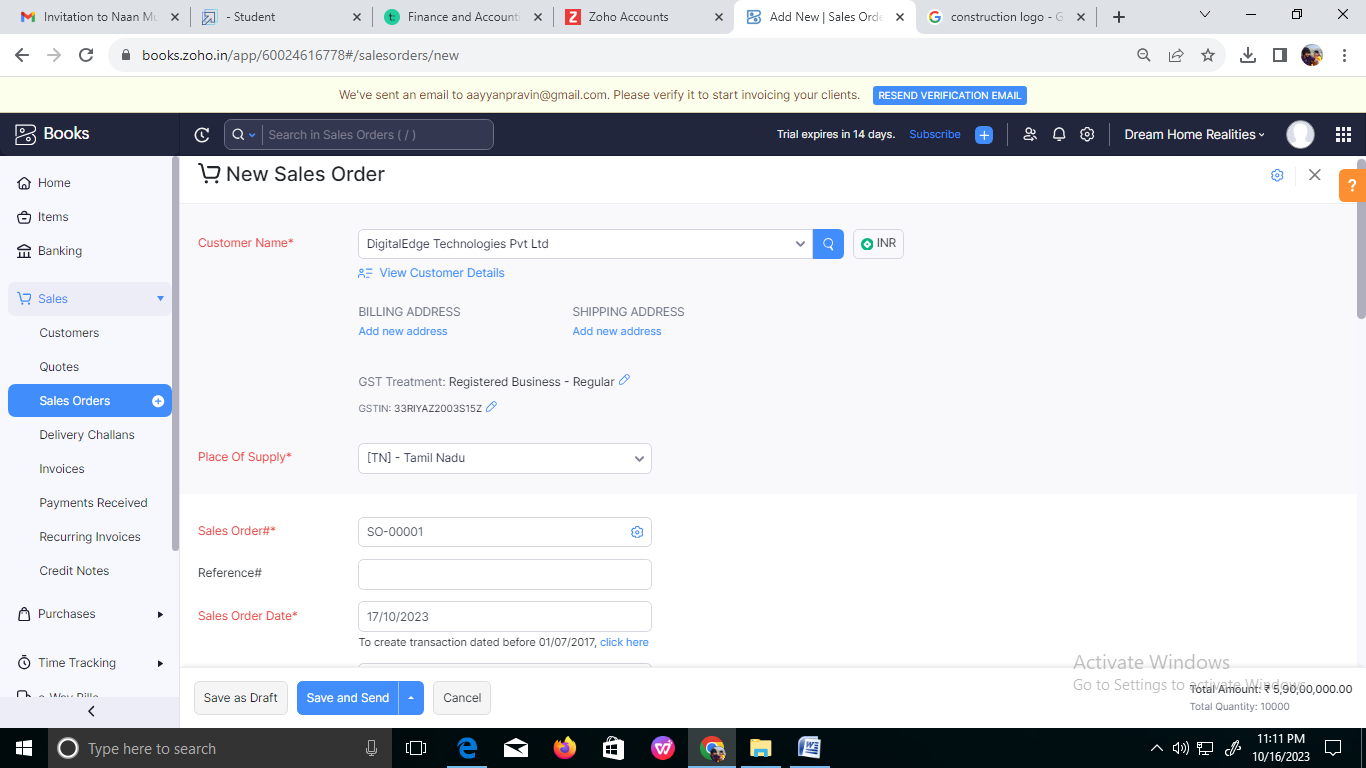 Invitation to Naan Mu
- Student
Finance and Accounti
Zoho Accounts
Add New | Sales Orde
construction logo - G
books.zoho.in/app/60024616778#/salesorders/new
We've sent an email to aayyanpravin@gmail.com. Please verify it to start invoicing your clients. RESEND VERIFICATION EMAIL
Books
Search in Sales Orders ( / )
Trial expires in 14 days. Subscribe
Dream Home Realities
Home
Items
Banking
Sales
Customers
Quotes
Sales Orders
Delivery Challans
Invoices
Payments Received
Recurring Invoices
Credit Notes
Purchases
Time Tracking
e-Way Bills
New Sales Order
?
Customer Name*
DigitalEdge Technologies Pvt Ltd
INR
View Customer Details
BILLING ADDRESS
Add new address
SHIPPING ADDRESS
Add new address
GST Treatment: Registered Business - Regular
GSTIN: 33RIYAZ2003S15Z
Place Of Supply*
[TN] - Tamil Nadu
Sales Order#*
SO-00001
Reference#
Sales Order Date*
17/10/2023
To create transaction dated before 01/07/2017, click here
Save as Draft
Save and Send
Cancel
Activate Windows
Go to Settings to activate Windows.
Total Amount: ₹ 5,90,00,000.00
Total Quantity: 10000
Type here to search
11:11 PM
10/16/2023